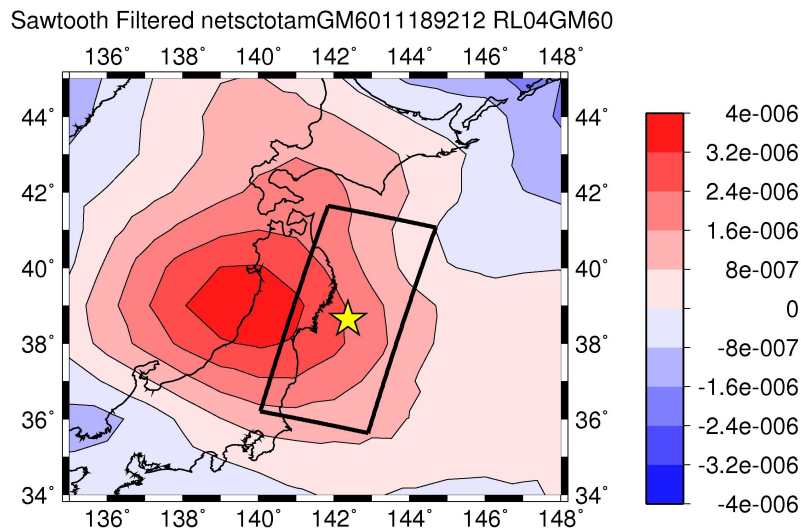 Sawtooth Filtered netsctotamGM6011189212 RL04GM60
136˚ 138˚ 140˚ 142˚ 144˚ 146˚ 148˚
44˚ 44˚
42˚ 42˚
40˚ 40˚
38˚ 38˚
36˚ 36˚
34˚ 34˚
136˚ 138˚ 140˚ 142˚ 144˚ 146˚ 148˚
4e-006
3.2e-006
2.4e-006
1.6e-006
8e-007
0
-8e-007
-1.6e-006
-2.4e-006
-3.2e-006
-4e-006